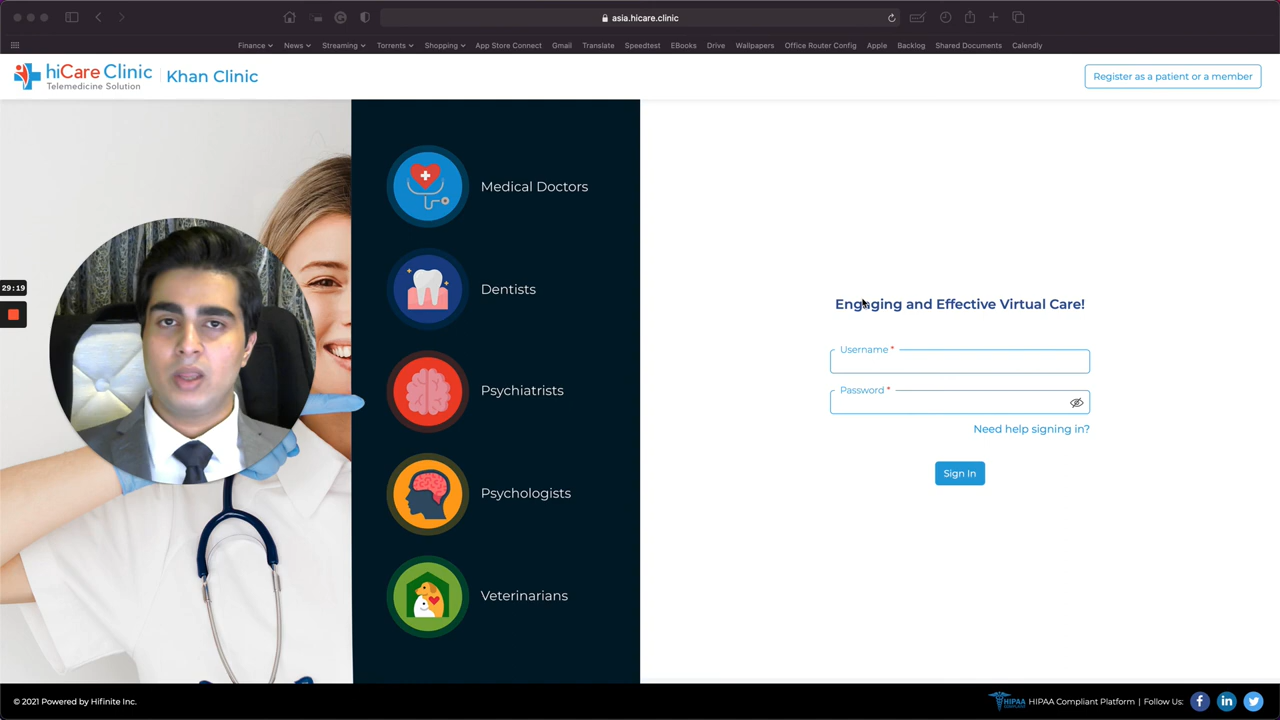 asia.hicare.clinic
Finance News Streaming Torrents Shopping App Store Connect Gmail Translate Speedtest EBooks Drive Wallpapers Office Router Config Apple Backlog Shared Documents Calendly
hiCare Clinic
Telemedicine Solution
Khan Clinic
Register as a patient or a member
Medical Doctors
Dentists
Psychiatrists
Psychologists
Veterinarians
29:19
Engaging and Effective Virtual Care!
Username *
Password *
Need help signing in?
Sign In
© 2021 Powered by Hifinite Inc.
HIPAA
COMPLIANT
HIPAA Compliant Platform | Follow Us: